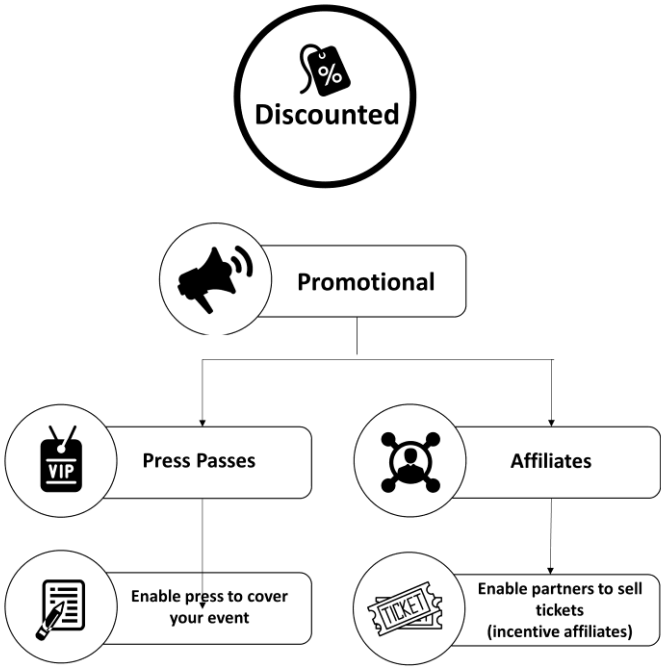 %
Discounted
Promotional
VIP
Press Passes
Affiliates
Enable press to cover
your event
TICKET
Enable partners to sell
tickets
(incentive affiliates)